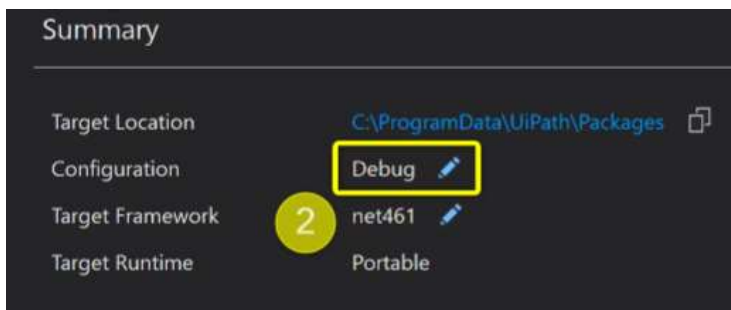 Summary
Target Location C:\ProgramData\UiPath\Packages
Configuration Debug
Target Framework 2 net461
Target Runtime Portable